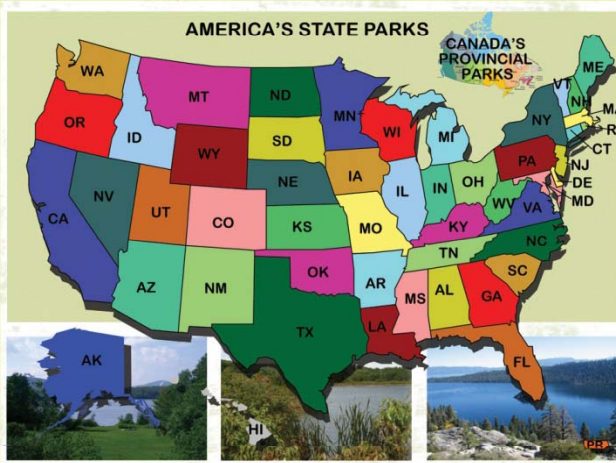 AMERICA'S STATE PARKS
CANADA'S
PROVINCIAL
PARKS
WA
MT
ND
MN
ME
VT
NH
OR
ID
SD
WI
MI
NY
MA
CT
WY
IA
PA
NJ
DE
MD
NV
NE
IL
IN
OH
WV
VA
CA
UT
CO
KS
MO
KY
NC
AZ
NM
OK
AR
TN
SC
TX
LA
MS
AL
GA
FL
AK
HI
PR